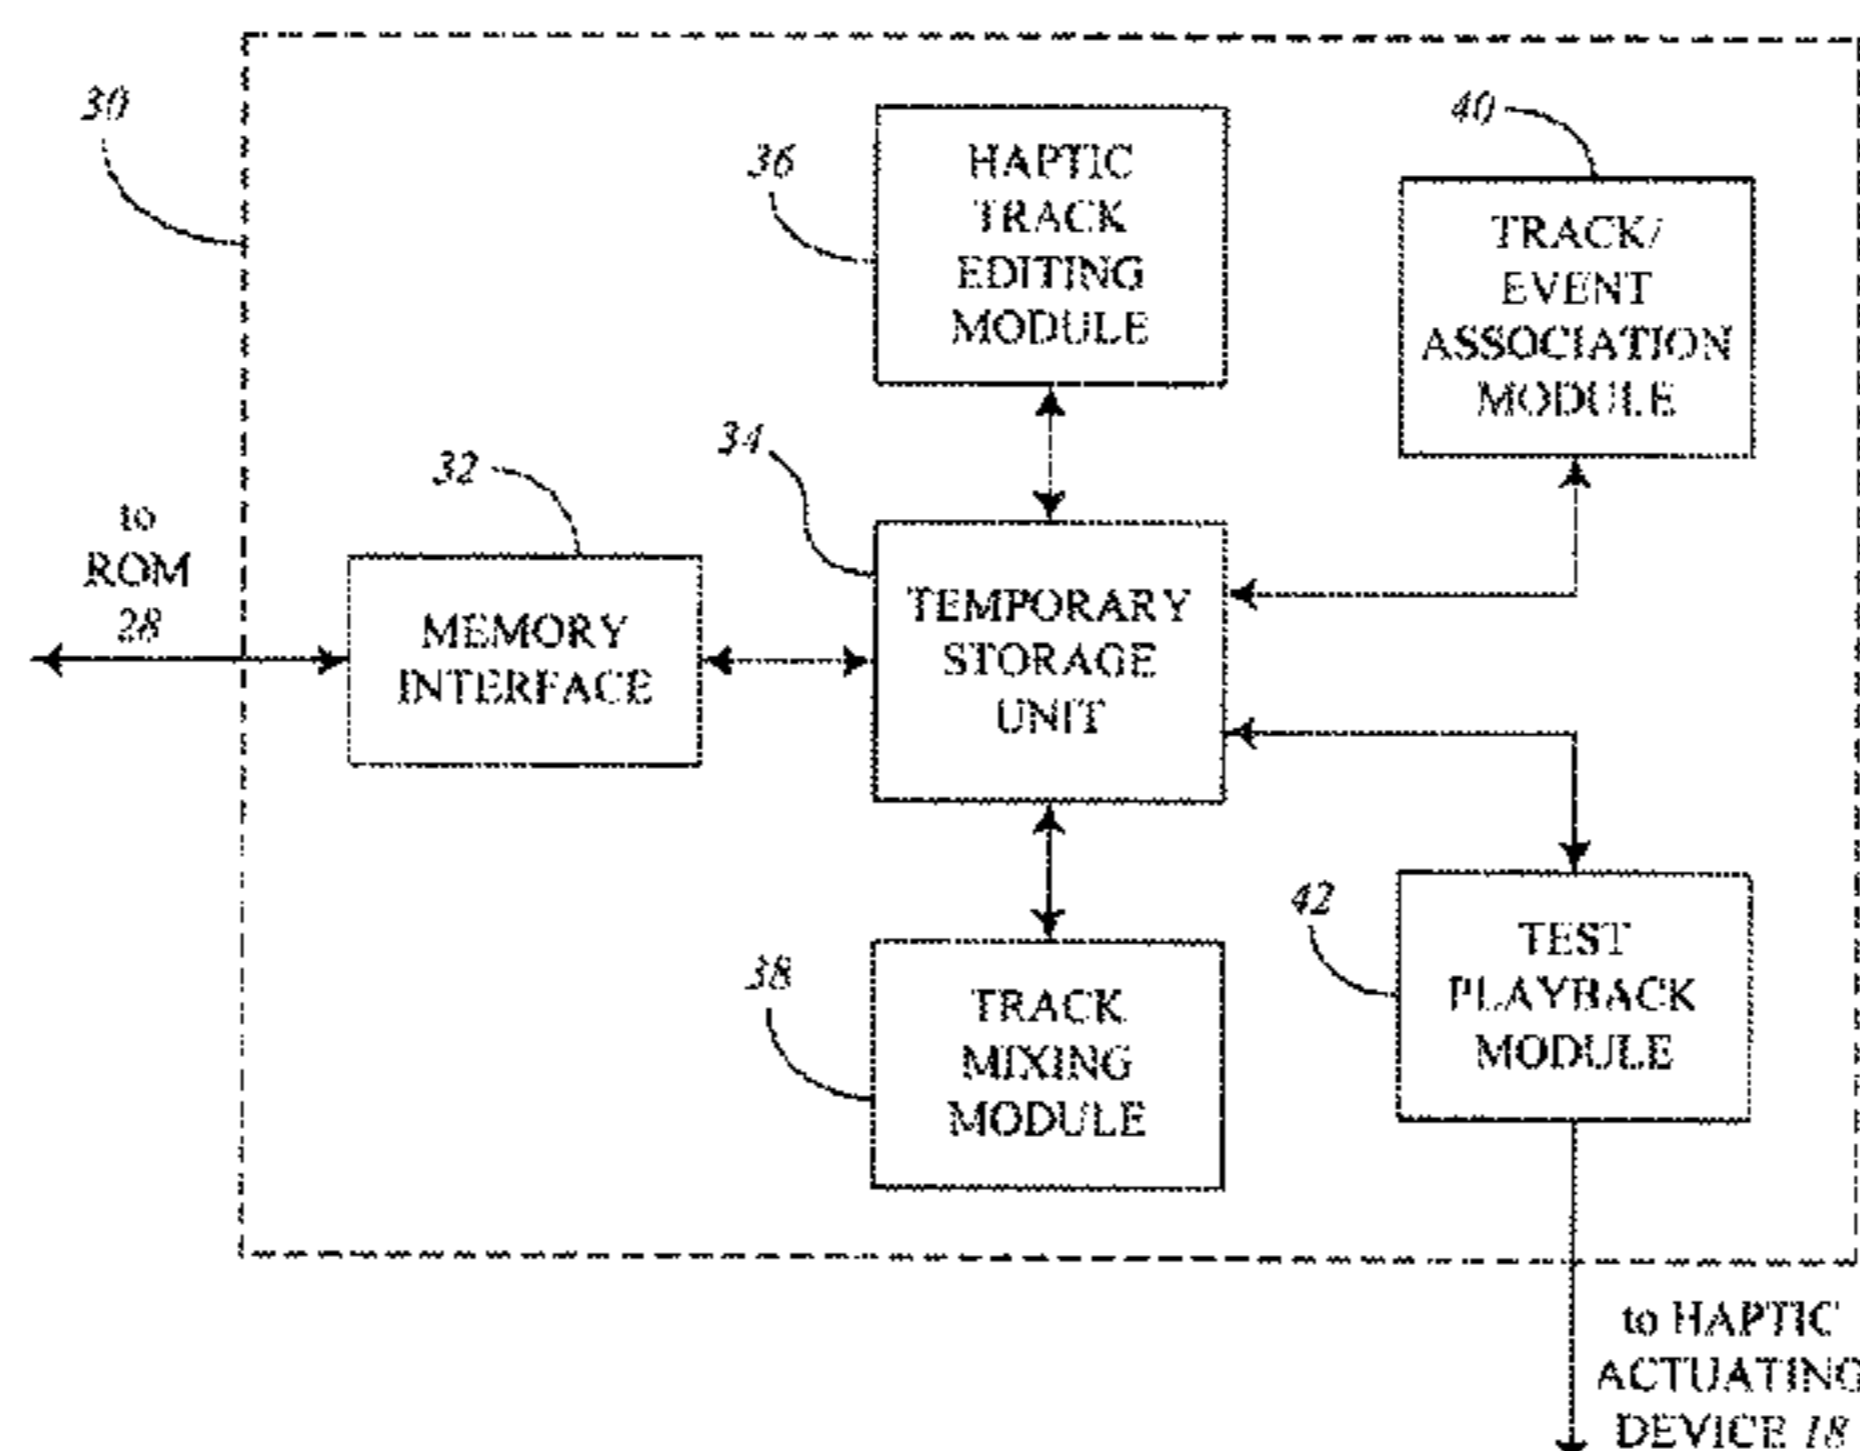 30
36
HAPTIC
TRACK
EDITING
MODULE
40
TRACK/
EVENT
ASSOCIATION
MODULE
to
ROM
28
32
MEMORY
INTERFACE
34
TEMPORARY
STORAGE
UNIT
38
TRACK
MIXING
MODULE
42
TEST
PLAYBACK
MODULE
to HAPTIC
ACTUATING
DEVICE 18